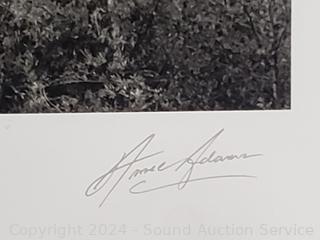 Ansel Adams
Copyright 2024 - Sound Auction Service